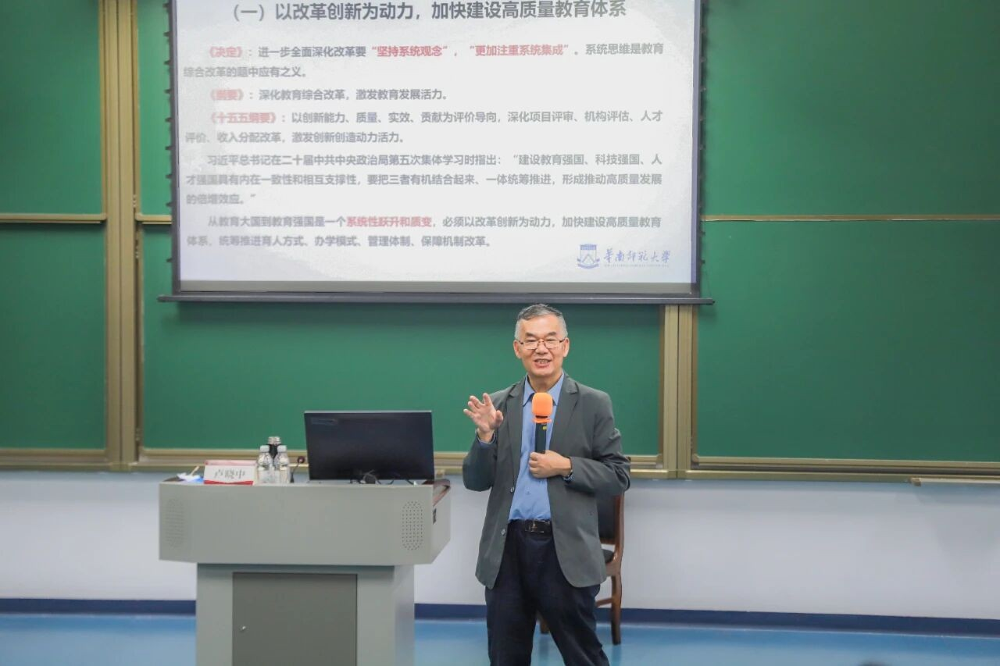 （一）以改革创新为动力，加快建设高质量教育体系
《决定》：进一步全面深化改革要“坚持系统观念”，“更加注重系统集成”。系统思维是教育
综合改革的题中应有之义。
《纲要》：深化教育综合改革，激发教育发展活力。
《十五五纲要》：以创新能力、质量、实效、贡献为评价导向，深化项目评审、机构评估、人才
评价、收入分配改革，激发创新创造动力活力。
习近平总书记在二十届中共中央政治局第五次集体学习时指出：“建设教育强国、科技强国、人
才强国具有内在一致性和相互支撑性，要把三者有机结合起来、一体统筹推进，形成推动高质量发展
的倍增效应。”
从教育大国到教育强国是一个系统性跃升和质变，必须以改革创新为动力，加快建设高质量教育
体系，统筹推进育人方式、办学模式、管理体制、保障机制改革。
华南师范大学
卢晓中